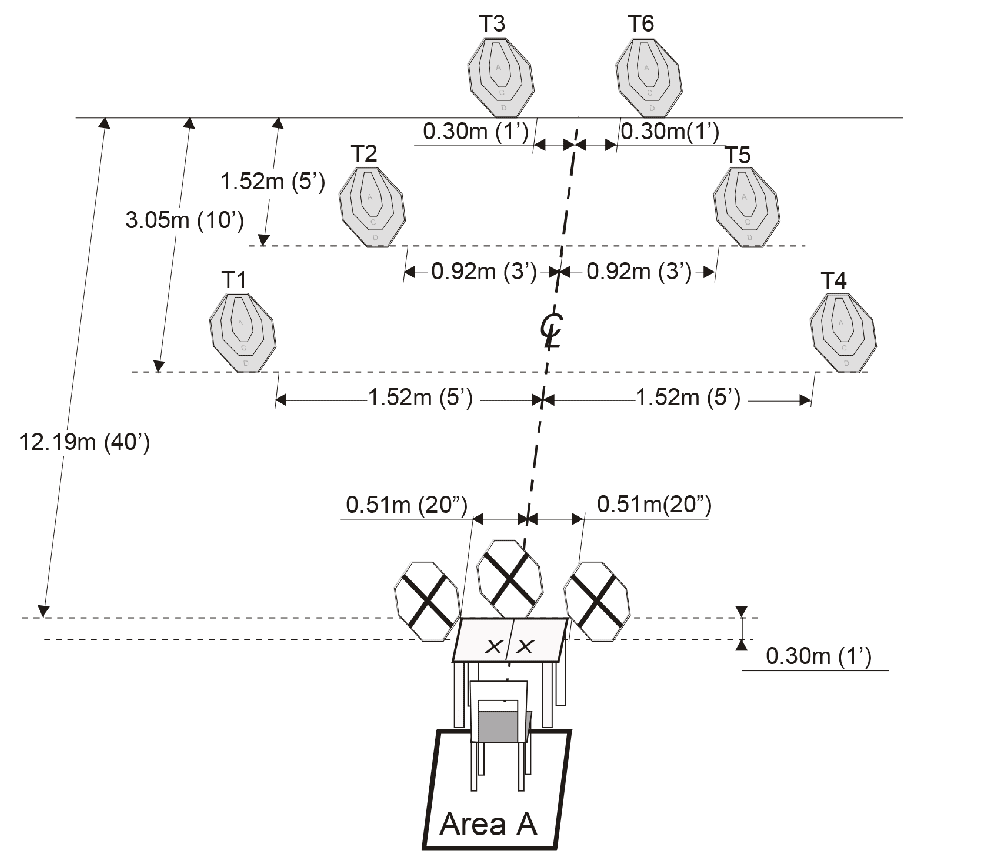 T3 T6
0.30m (1’) 0.30m(1’)
T2 T5
1.52m (5’)
3.05m (10’)
0.92m (3’) 0.92m (3’)
T1 T4
CL
1.52m (5’) 1.52m (5’)
12.19m (40’)
0.51m (20”) 0.51m(20”)
X X
0.30m (1’)
Area A